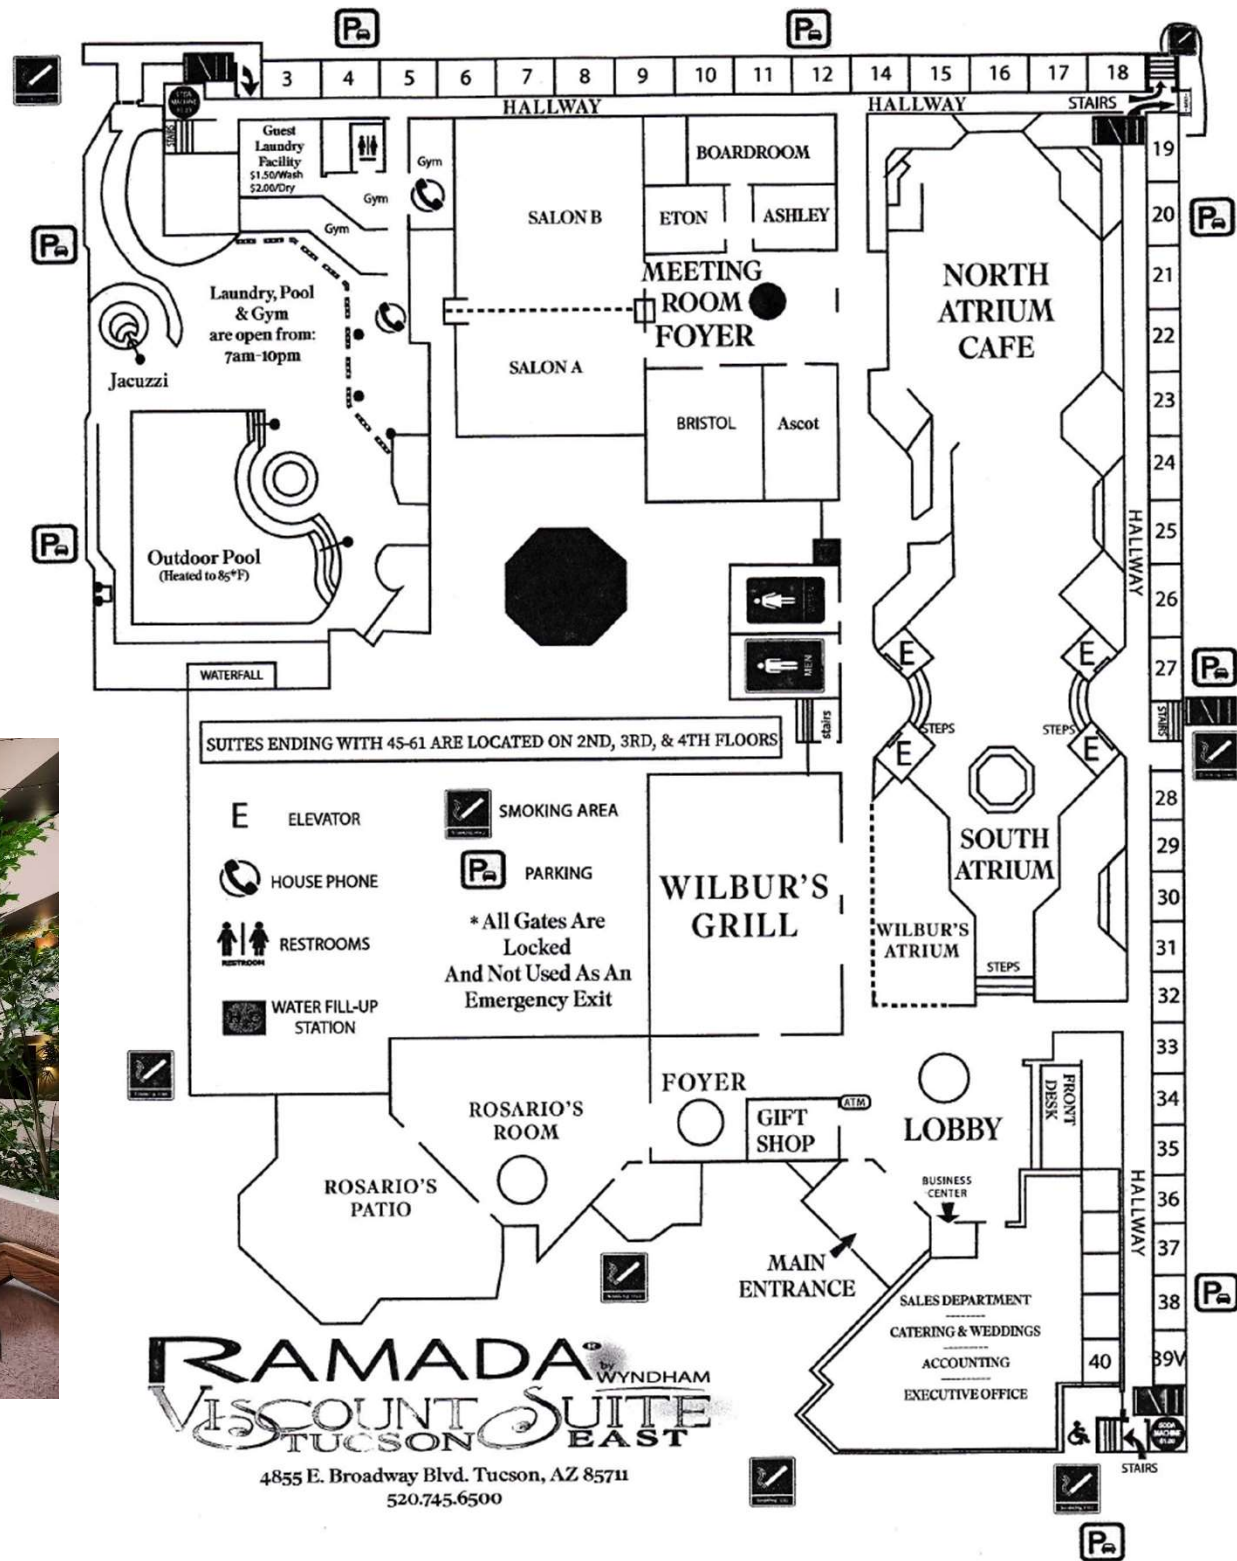 3 4 5 6 7 8 9 10 11 12 14 15 16 17 18
HALLWAY
HALLWAY
STAIRS
STAIRS
Guest
Laundry
Facility
$1.50/Wash
$2.00/Dry
Gym
Gym
Gym
BOARDROOM
19
SALON B
ETON
ASHLEY
20
MEETING
ROOM
FOYER
NORTH
ATRIUM
CAFE
21
Laundry, Pool
& Gym
are open from:
7am-10pm
22
SALON A
Jacuzzi
BRISTOL
Ascot
23
24
HALLWAY
25
Outdoor Pool
(Heated to 85°F)
26
MEN
E
E
27
WATERFALL
STAIRS
stairs
STEPS
STEPS
SUITES ENDING WITH 45-61 ARE LOCATED ON 2ND, 3RD, & 4TH FLOORS
E
E
28
E ELEVATOR
SMOKING AREA
SOUTH
ATRIUM
29
HOUSE PHONE
P PARKING
WILBUR'S
GRILL
30
RESTROOMS
RESTROOM
* All Gates Are
Locked
And Not Used As An
Emergency Exit
WILBUR'S
ATRIUM
31
STEPS
32
WATER FILL-UP
STATION
33
FOYER
FRONT
DESK
34
ROSARIO'S
ROOM
GIFT
SHOP
ATM
LOBBY
35
ROSARIO'S
PATIO
BUSINESS
CENTER
HALLWAY
36
37
MAIN
ENTRANCE
38
SALES DEPARTMENT
CATERING & WEDDINGS
ACCOUNTING
EXECUTIVE OFFICE
40
39V
SODA
MACHINE
STAIRS
RAMADA
by
WYNDHAM
VISCOUNT SUITE
TUCSON EAST
4855 E. Broadway Blvd. Tucson, AZ 85711
520.745.6500
P
P
P
P
P
P
P
P
P